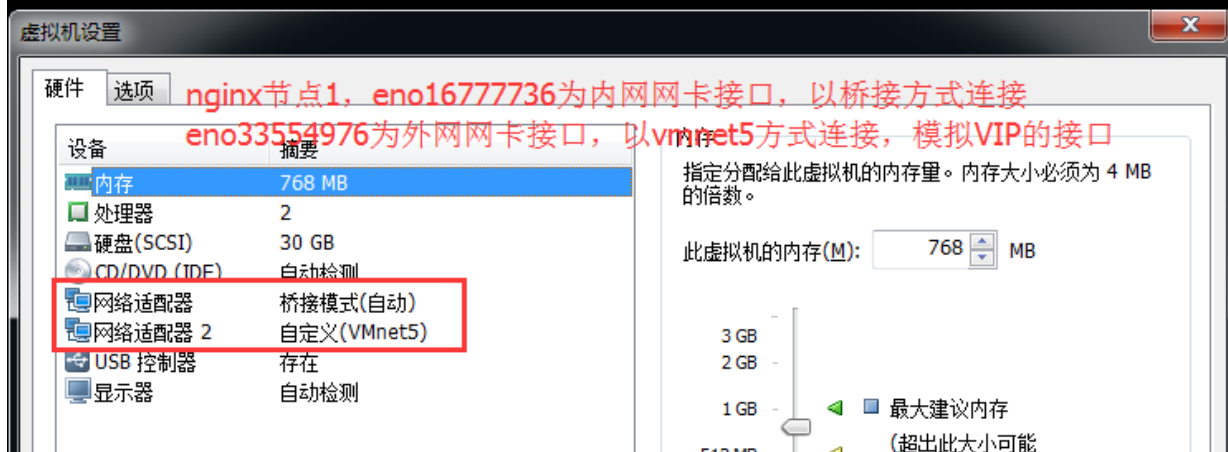 虚拟机设置
硬件 选项
nginx节点1，eno16777736为内网网卡接口，以桥接方式连接
eno33554976为外网网卡接口，以vmnet5方式连接，模拟VIP的接口
设备 摘要
内存 768 MB
处理器 2
硬盘(SCSI) 30 GB
CD/DVD (IDE) 自动检测
网络适配器 桥接模式(自动)
网络适配器 2 自定义(VMnet5)
USB 控制器 存在
显示器 自动检测
内存
指定分配给此虚拟机的内存量。内存大小必须为 4 MB
的倍数。
此虚拟机的内存(M): 768 MB
3 GB
2 GB
1 GB
最大建议内存
(超出此大小可能
512 MB